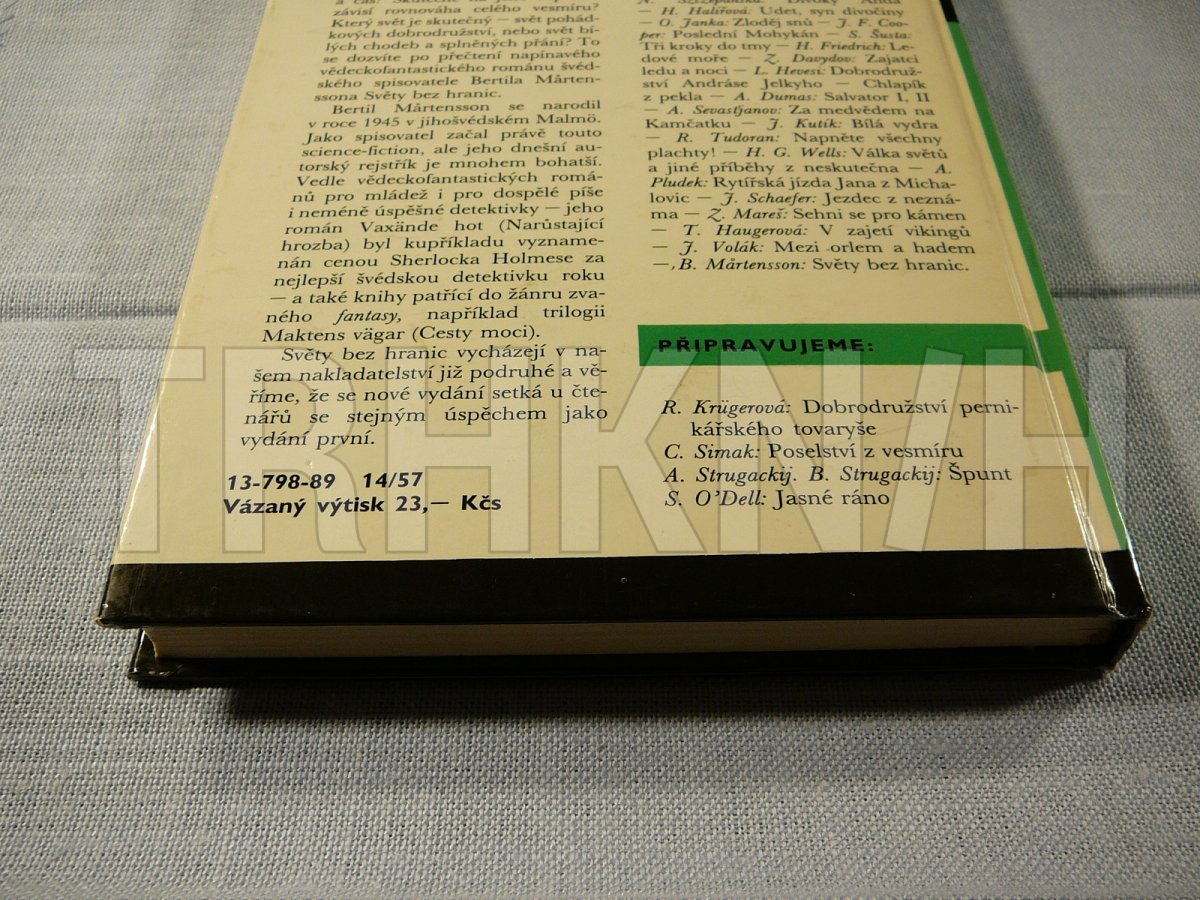 a čas? Skutečně na
závisí rovnováha celého vesmíru?
Který svět je skutečný — svět pohád-
kových dobrodružství, nebo svět bí-
lých chodeb a splněných přání? To
se dozvíte po přečtení napínavého
vědeckofantastického románu švéd-
ského spisovatele Bertila Mårten-
ssona Světy bez hranic.
Bertil Mårtensson se narodil
v roce 1945 v jihošvédském Malmö.
Jako spisovatel začal právě touto
science-fiction, ale jeho dnešní au-
torský rejstřík je mnohem bohatší.
Vedle vědeckofantastických romá-
nů pro mládež i pro dospělé píše
i neméně úspěšné detektivky — jeho
román Vaxände hot (Narůstající
hrozba) byl kupříkladu vyzname-
nán cenou Sherlocka Holmese za
nejlepší švédskou detektivku roku
— a také knihy patřící do žánru zva-
ného fantasy, například trilogii
Maktens vägar (Cesty moci).
Světy bez hranic vycházejí v na-
šem nakladatelství již podruhé a vě-
říme, že se nové vydání setká u čte-
nářů se stejným úspěchem jako
vydání první.
13-798-89 14/57
Vázaný výtisk 23,— Kčs
— H. Halířová: Udet, syn divočiny
— O. Janka: Zloděj snů — J. F. Coo-
per: Poslední Mohykán — S. Šusta:
Tři kroky do tmy — H. Friedrich: Le-
dové moře — Z. Davydov: Zajatci
ledu a noci — L. Hevesi: Dobrodruž-
ství Andráse Jelkyho — Chlapík
z pekla — A. Dumas: Salvator I, II
— A. Sevasťjanov: Za medvědem na
Kamčatku — J. Kutík: Bílá vydra
— R. Tudoran: Napněte všechny
plachty! — H. G. Wells: Válka světů
a jiné příběhy z neskutečna — A.
Pludek: Rytířská jízda Jana z Micha-
lovic — J. Schaefer: Jezdec z nezná-
ma — Z. Mareš: Sehni se pro kámen
— T. Haugerová: V zajetí vikingů
— J. Volák: Mezi orlem a hadem
— B. Mårtensson: Světy bez hranic.
PŘIPRAVUJEME:
R. Krügerová: Dobrodružství perni-
kářského tovaryše
C. Simak: Poselství z vesmíru
A. Strugackij. B. Strugackij: Špunt
S. O'Dell: Jasné ráno
TRHKNIH